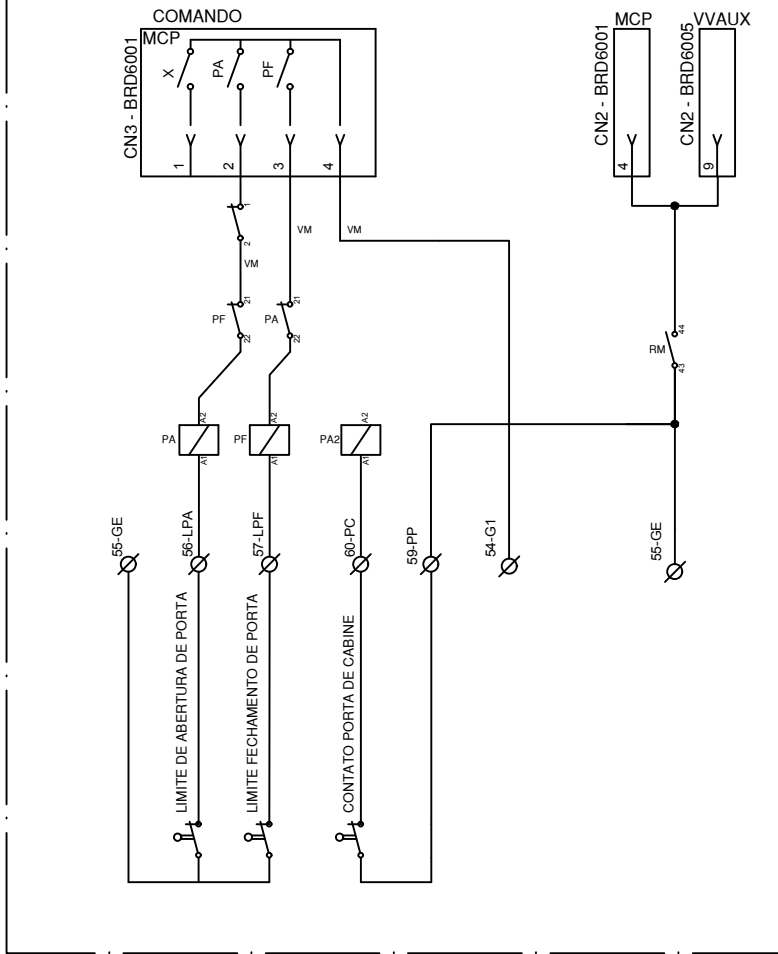 COMANDO
MCP
CN3 - BRD6001
X
PA
PF
1
2
3
4
MCP
VVAUX
CN2 - BRD6001
CN2 - BRD6005
4
9
1
2
VM
VM
VM
PF
21
22
PA
21
22
RM
44
43
PA
A2
A1
PF
A2
A1
PA2
A2
A1
55-GE
56-LPA
57-LPF
60-PC
59-PP
54-G1
55-GE
LIMITE DE ABERTURA DE PORTA
LIMITE FECHAMENTO DE PORTA
CONTATO PORTA DE CABINE